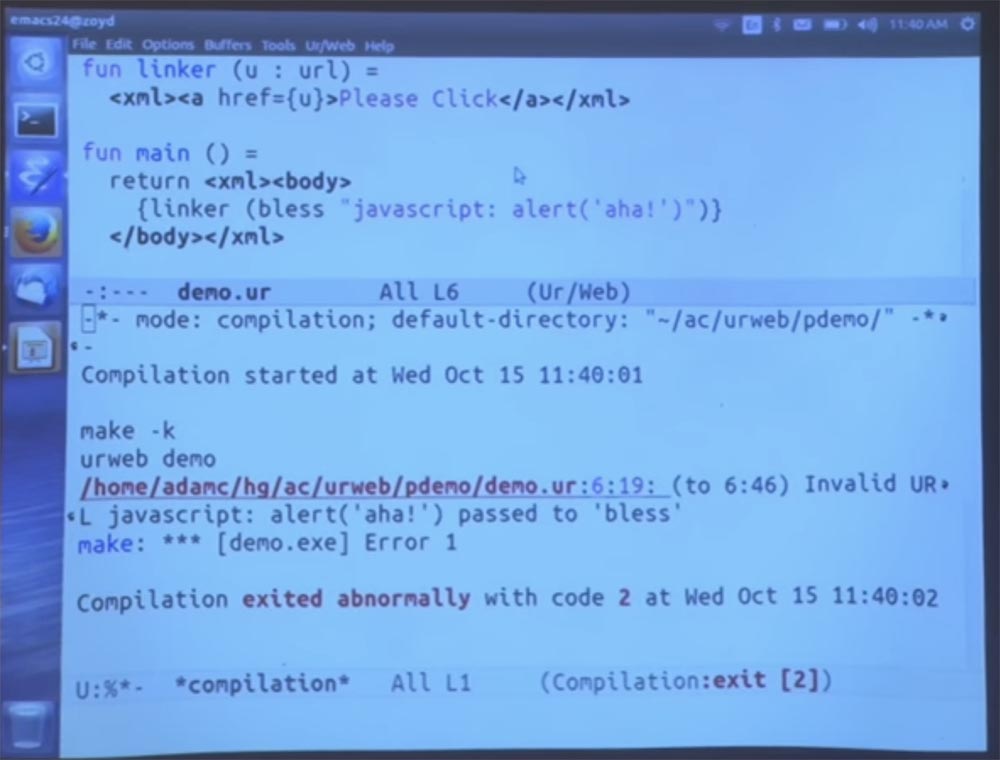 emacs24@zoyd
11:40 AM
File Edit Options Buffers Tools Ur/Web Help
fun linker (u : url) =
  <xml><a href={u}>Please Click</a></xml>
fun main () =
  return <xml><body>
    {linker (bless "javascript: alert('aha!')")}
  </body></xml>
-:---  demo.ur        All L6     (Ur/Web)
-*- mode: compilation; default-directory: "~/ac/urweb/pdemo/" -*
-
Compilation started at Wed Oct 15 11:40:01
make -k
urweb demo
/home/adamc/hg/ac/urweb/pdemo/demo.ur:6:19: (to 6:46) Invalid UR
L javascript: alert('aha!') passed to 'bless'
make: *** [demo.exe] Error 1
Compilation exited abnormally with code 2 at Wed Oct 15 11:40:02
U:%*-  *compilation*   All L1     (Compilation:exit [2])